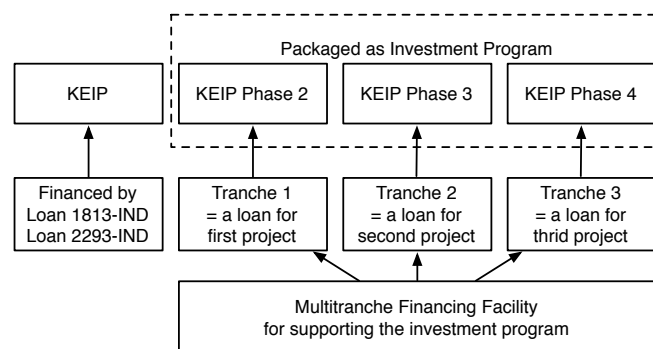 Packaged as Investment Program
KEIP
KEIP Phase 2
KEIP Phase 3
KEIP Phase 4
Financed by
Loan 1813-IND
Loan 2293-IND
Tranche 1
= a loan for
first project
Tranche 2
= a loan for
second project
Tranche 3
= a loan for
thrid project
Multitranche Financing Facility
for supporting the investment program